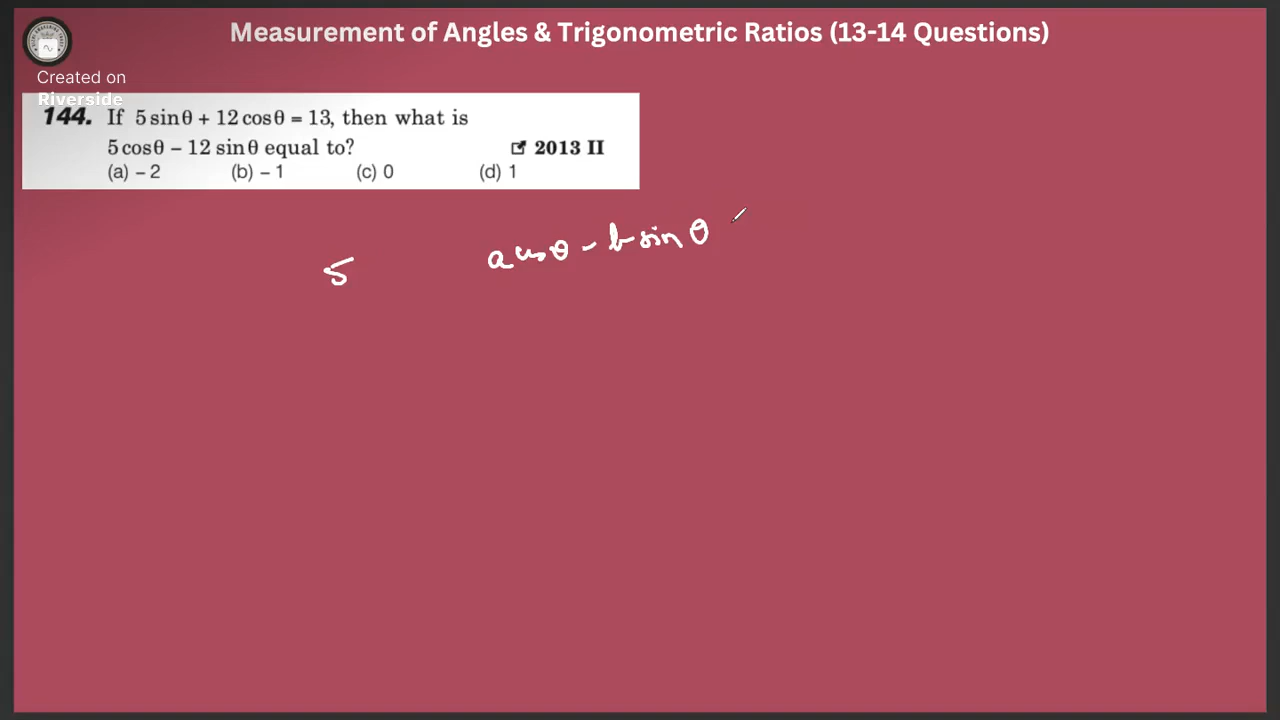 Measurement of Angles & Trigonometric Ratios (13-14 Questions)
Created on
Riverside
144. If 5 sinθ + 12 cosθ = 13, then what is
5 cosθ – 12 sinθ equal to? 2013 II
(a) – 2 (b) – 1 (c) 0 (d) 1
a cosθ – b sin θ
5